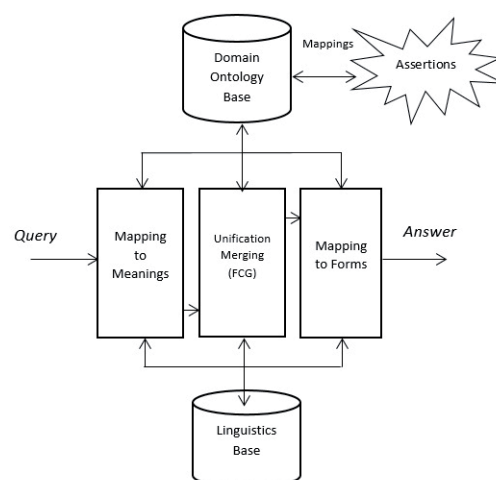 Domain
Ontology
Base
Mappings
Assertions
Query
Mapping
to
Meanings
Unification
Merging
(FCG)
Mapping
to Forms
Answer
Linguistics
Base